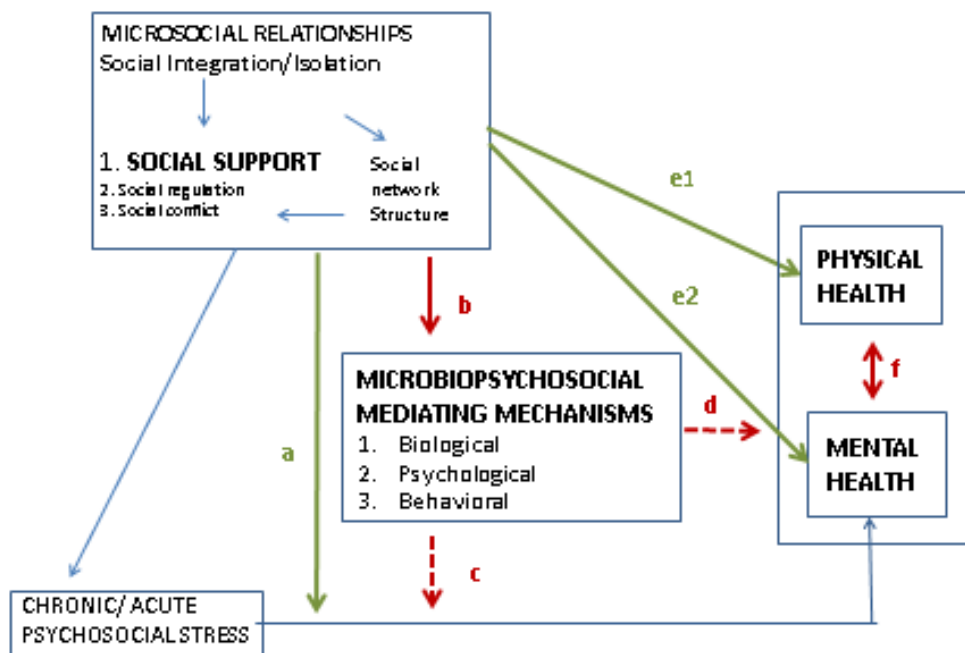 MICROSOCIAL RELATIONSHIPS
Social Integration/Isolation
1. SOCIAL SUPPORT
2. Social regulation
3. Social conflict
Social
network
Structure
e1
e2
PHYSICAL
HEALTH
b
f
MICROBIOPSYCHOSOCIAL
MEDIATING MECHANISMS
1. Biological
2. Psychological
3. Behavioral
d
a
MENTAL
HEALTH
c
CHRONIC/ ACUTE
PSYCHOSOCIAL STRESS